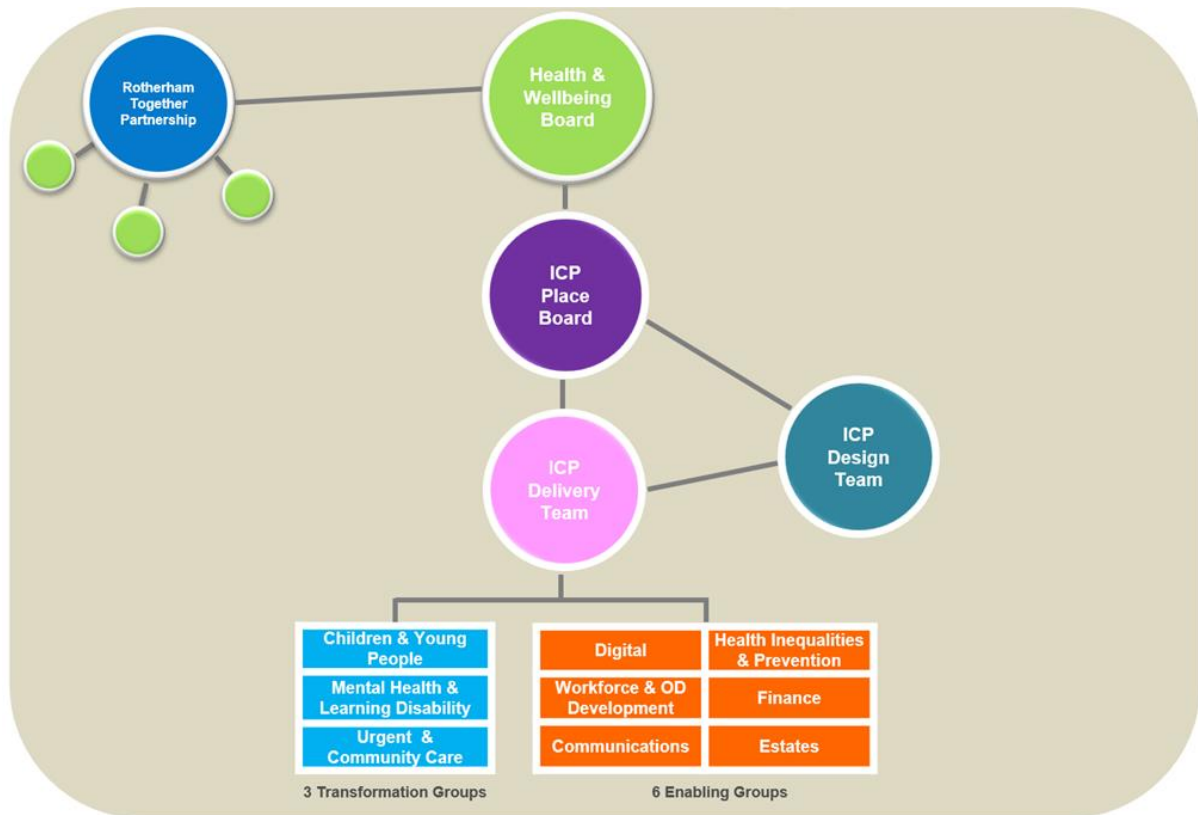 Rotherham
Together
Partnership
Health &
Wellbeing
Board
ICP
Place
Board
ICP
Delivery
Team
ICP
Design
Team
Children & Young
People
Mental Health &
Learning Disability
Urgent &
Community Care
3 Transformation Groups
Digital
Health Inequalities
& Prevention
Workforce & OD
Development
Finance
Communications
Estates
6 Enabling Groups